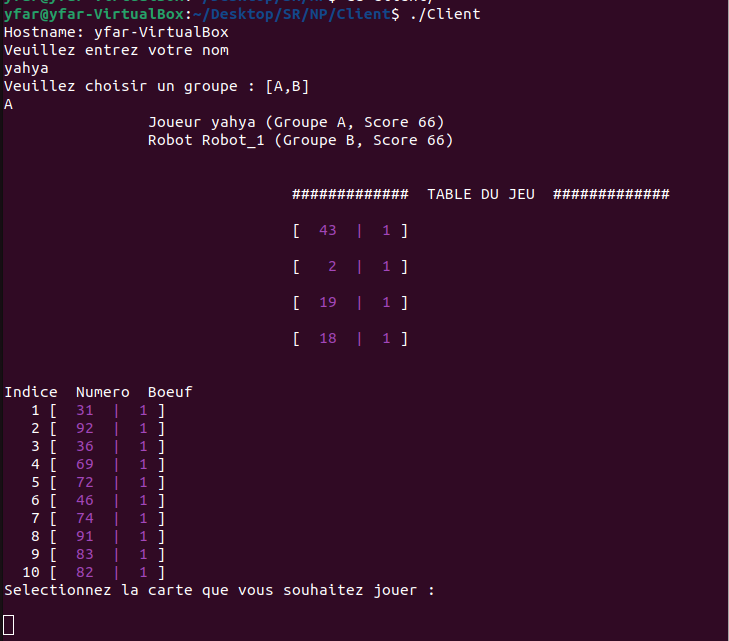 yfar@yfar-VirtualBox:~/Desktop/SR/NP/Client$ ./Client
Hostname: yfar-VirtualBox
Veuillez entrez votre nom
yahya
Veuillez choisir un groupe : [A,B]
A
Joueur yahya (Groupe A, Score 66)
Robot Robot_1 (Groupe B, Score 66)
############# TABLE DU JEU #############
[ 43 | 1 ]
[ 2 | 1 ]
[ 19 | 1 ]
[ 18 | 1 ]
Indice Numero Boeuf
1 [ 31 | 1 ]
2 [ 92 | 1 ]
3 [ 36 | 1 ]
4 [ 69 | 1 ]
5 [ 72 | 1 ]
6 [ 46 | 1 ]
7 [ 74 | 1 ]
8 [ 91 | 1 ]
9 [ 83 | 1 ]
10 [ 82 | 1 ]
Selectionnez la carte que vous souhaitez jouer :